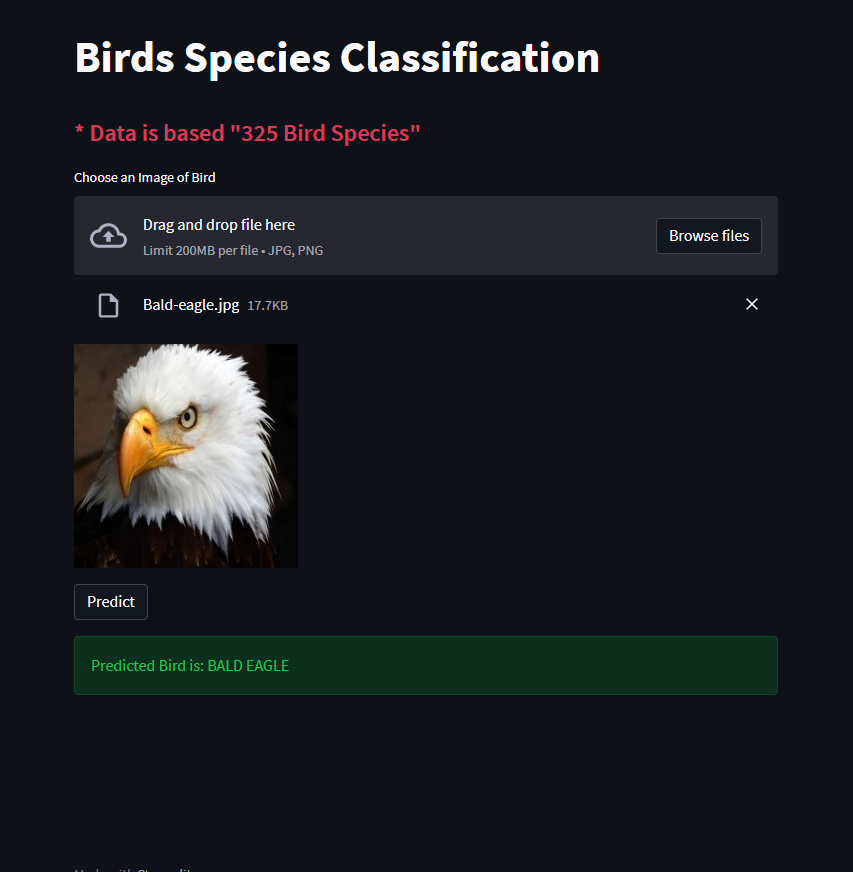 Birds Species Classification
* Data is based "325 Bird Species"
Choose an Image of Bird
Drag and drop file here
Limit 200MB per file • JPG, PNG
Browse files
Bald-eagle.jpg 17.7KB
Predict
Predicted Bird is: BALD EAGLE